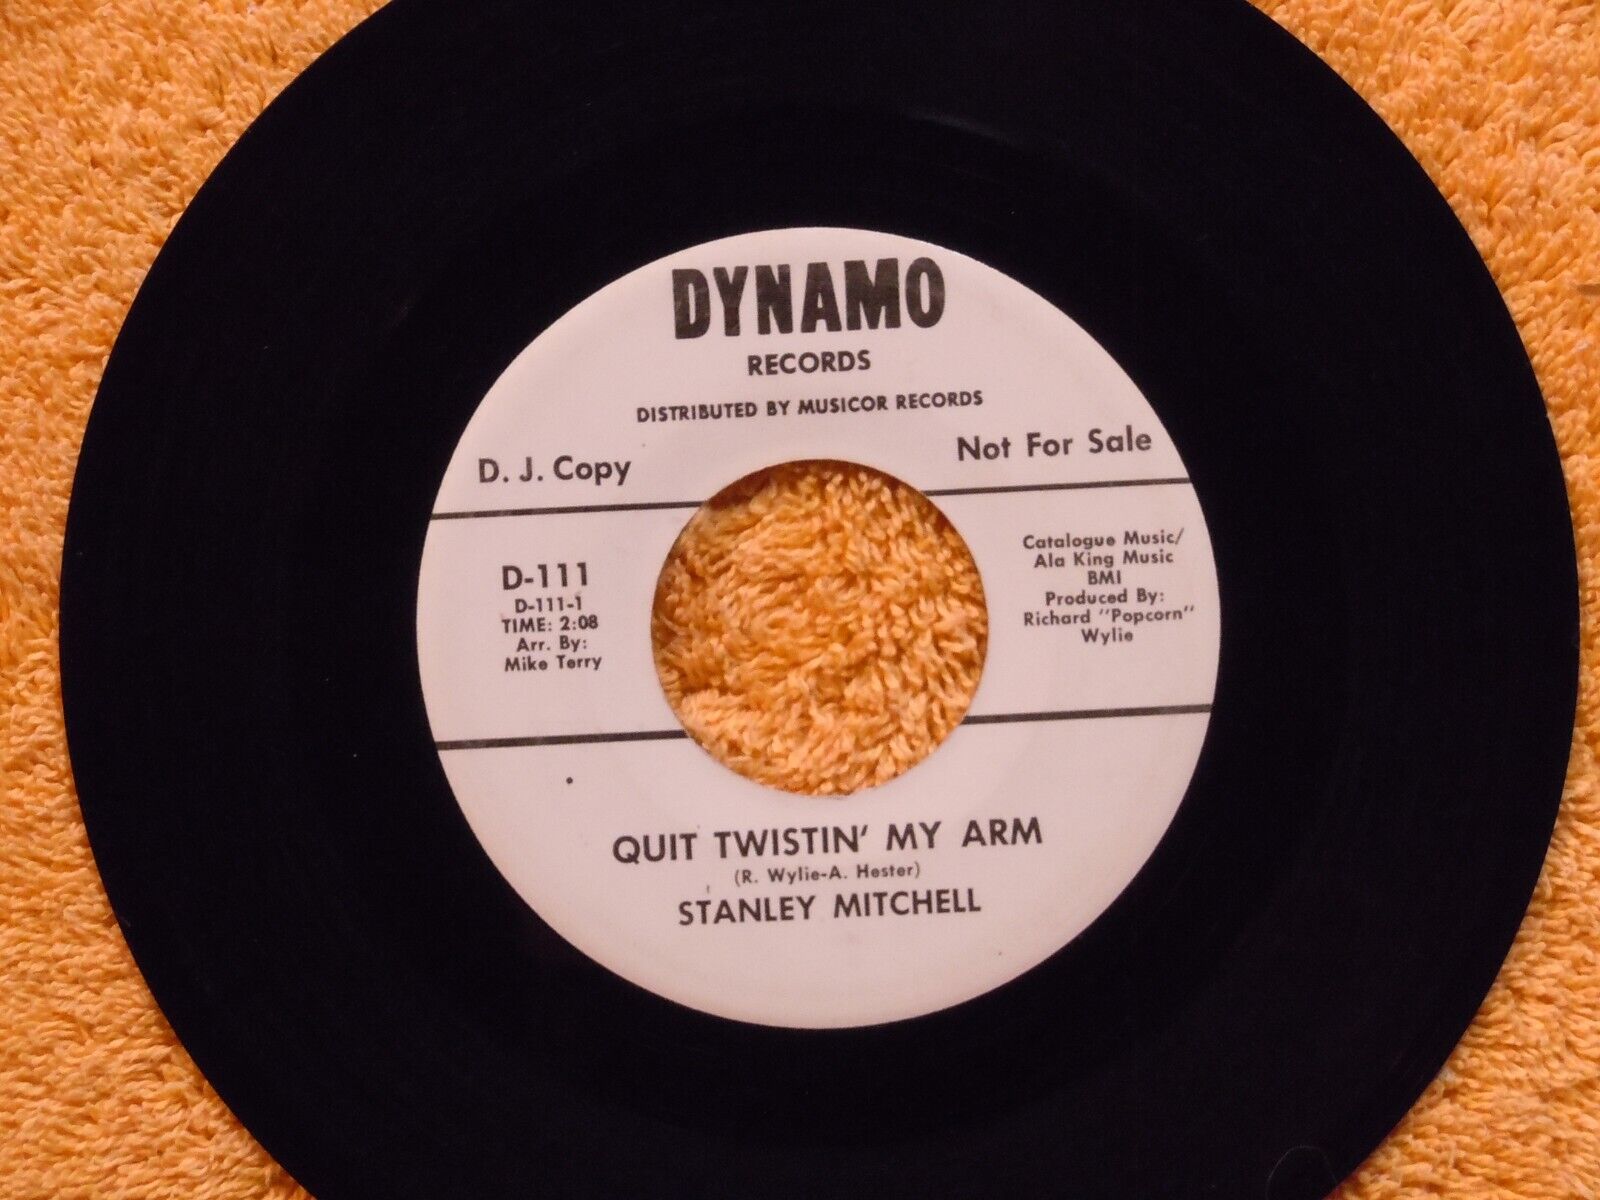 DYNAMO
RECORDS
DISTRIBUTED BY MUSICOR RECORDS
D. J. Copy
Not For Sale
D-111
D-111-1
TIME: 2:08
Arr. By:
Mike Terry
Catalogue Music/
Ala King Music
BMI
Produced By:
Richard "Popcorn"
Wylie
QUIT TWISTIN' MY ARM
(R. Wylie-A. Hester)
STANLEY MITCHELL